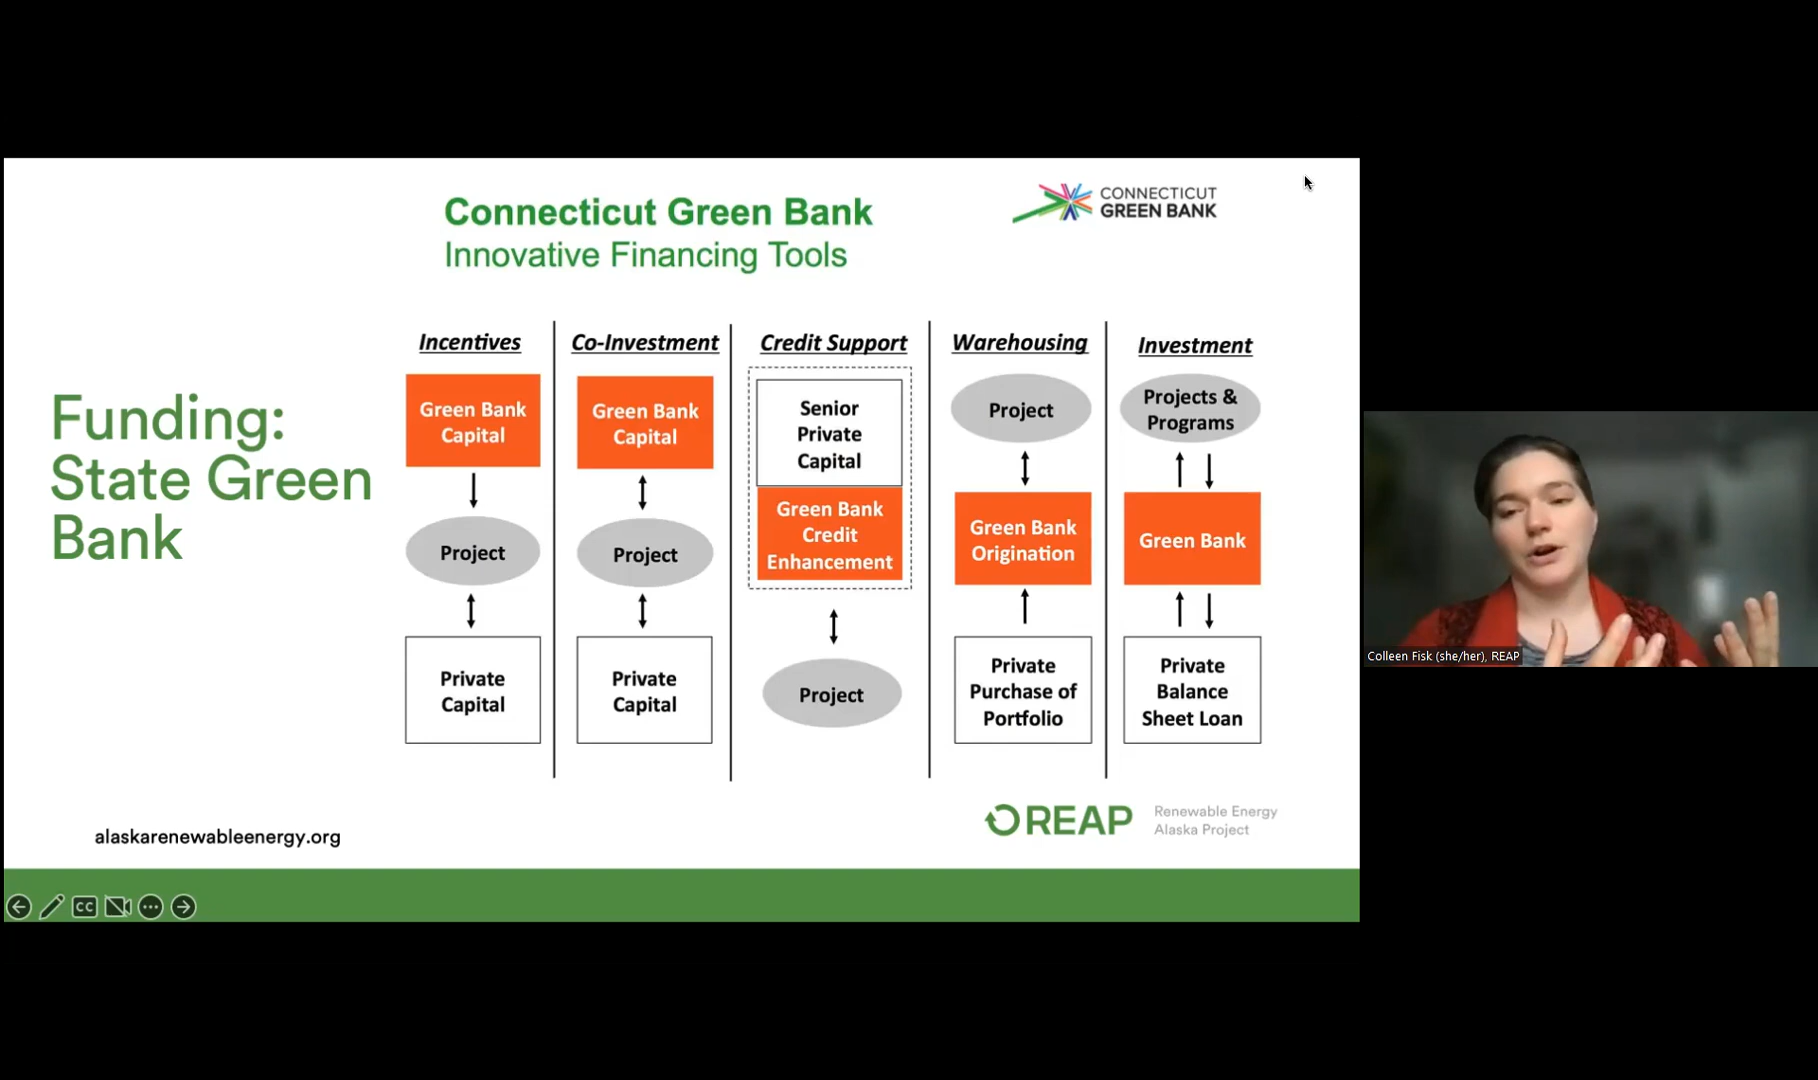 Connecticut Green Bank
Innovative Financing Tools
CONNECTICUT
GREEN BANK
Funding:
State Green
Bank
Incentives
Green Bank
Capital
Project
Private
Capital
Co-Investment
Green Bank
Capital
Project
Private
Capital
Credit Support
Senior
Private
Capital
Green Bank
Credit
Enhancement
Project
Warehousing
Project
Green Bank
Origination
Private
Purchase of
Portfolio
Investment
Projects &
Programs
Green Bank
Private
Balance
Sheet Loan
alaskarenewableenergy.org
REAP
Renewable Energy
Alaska Project
CC
Colleen Fisk (she/her), REAP